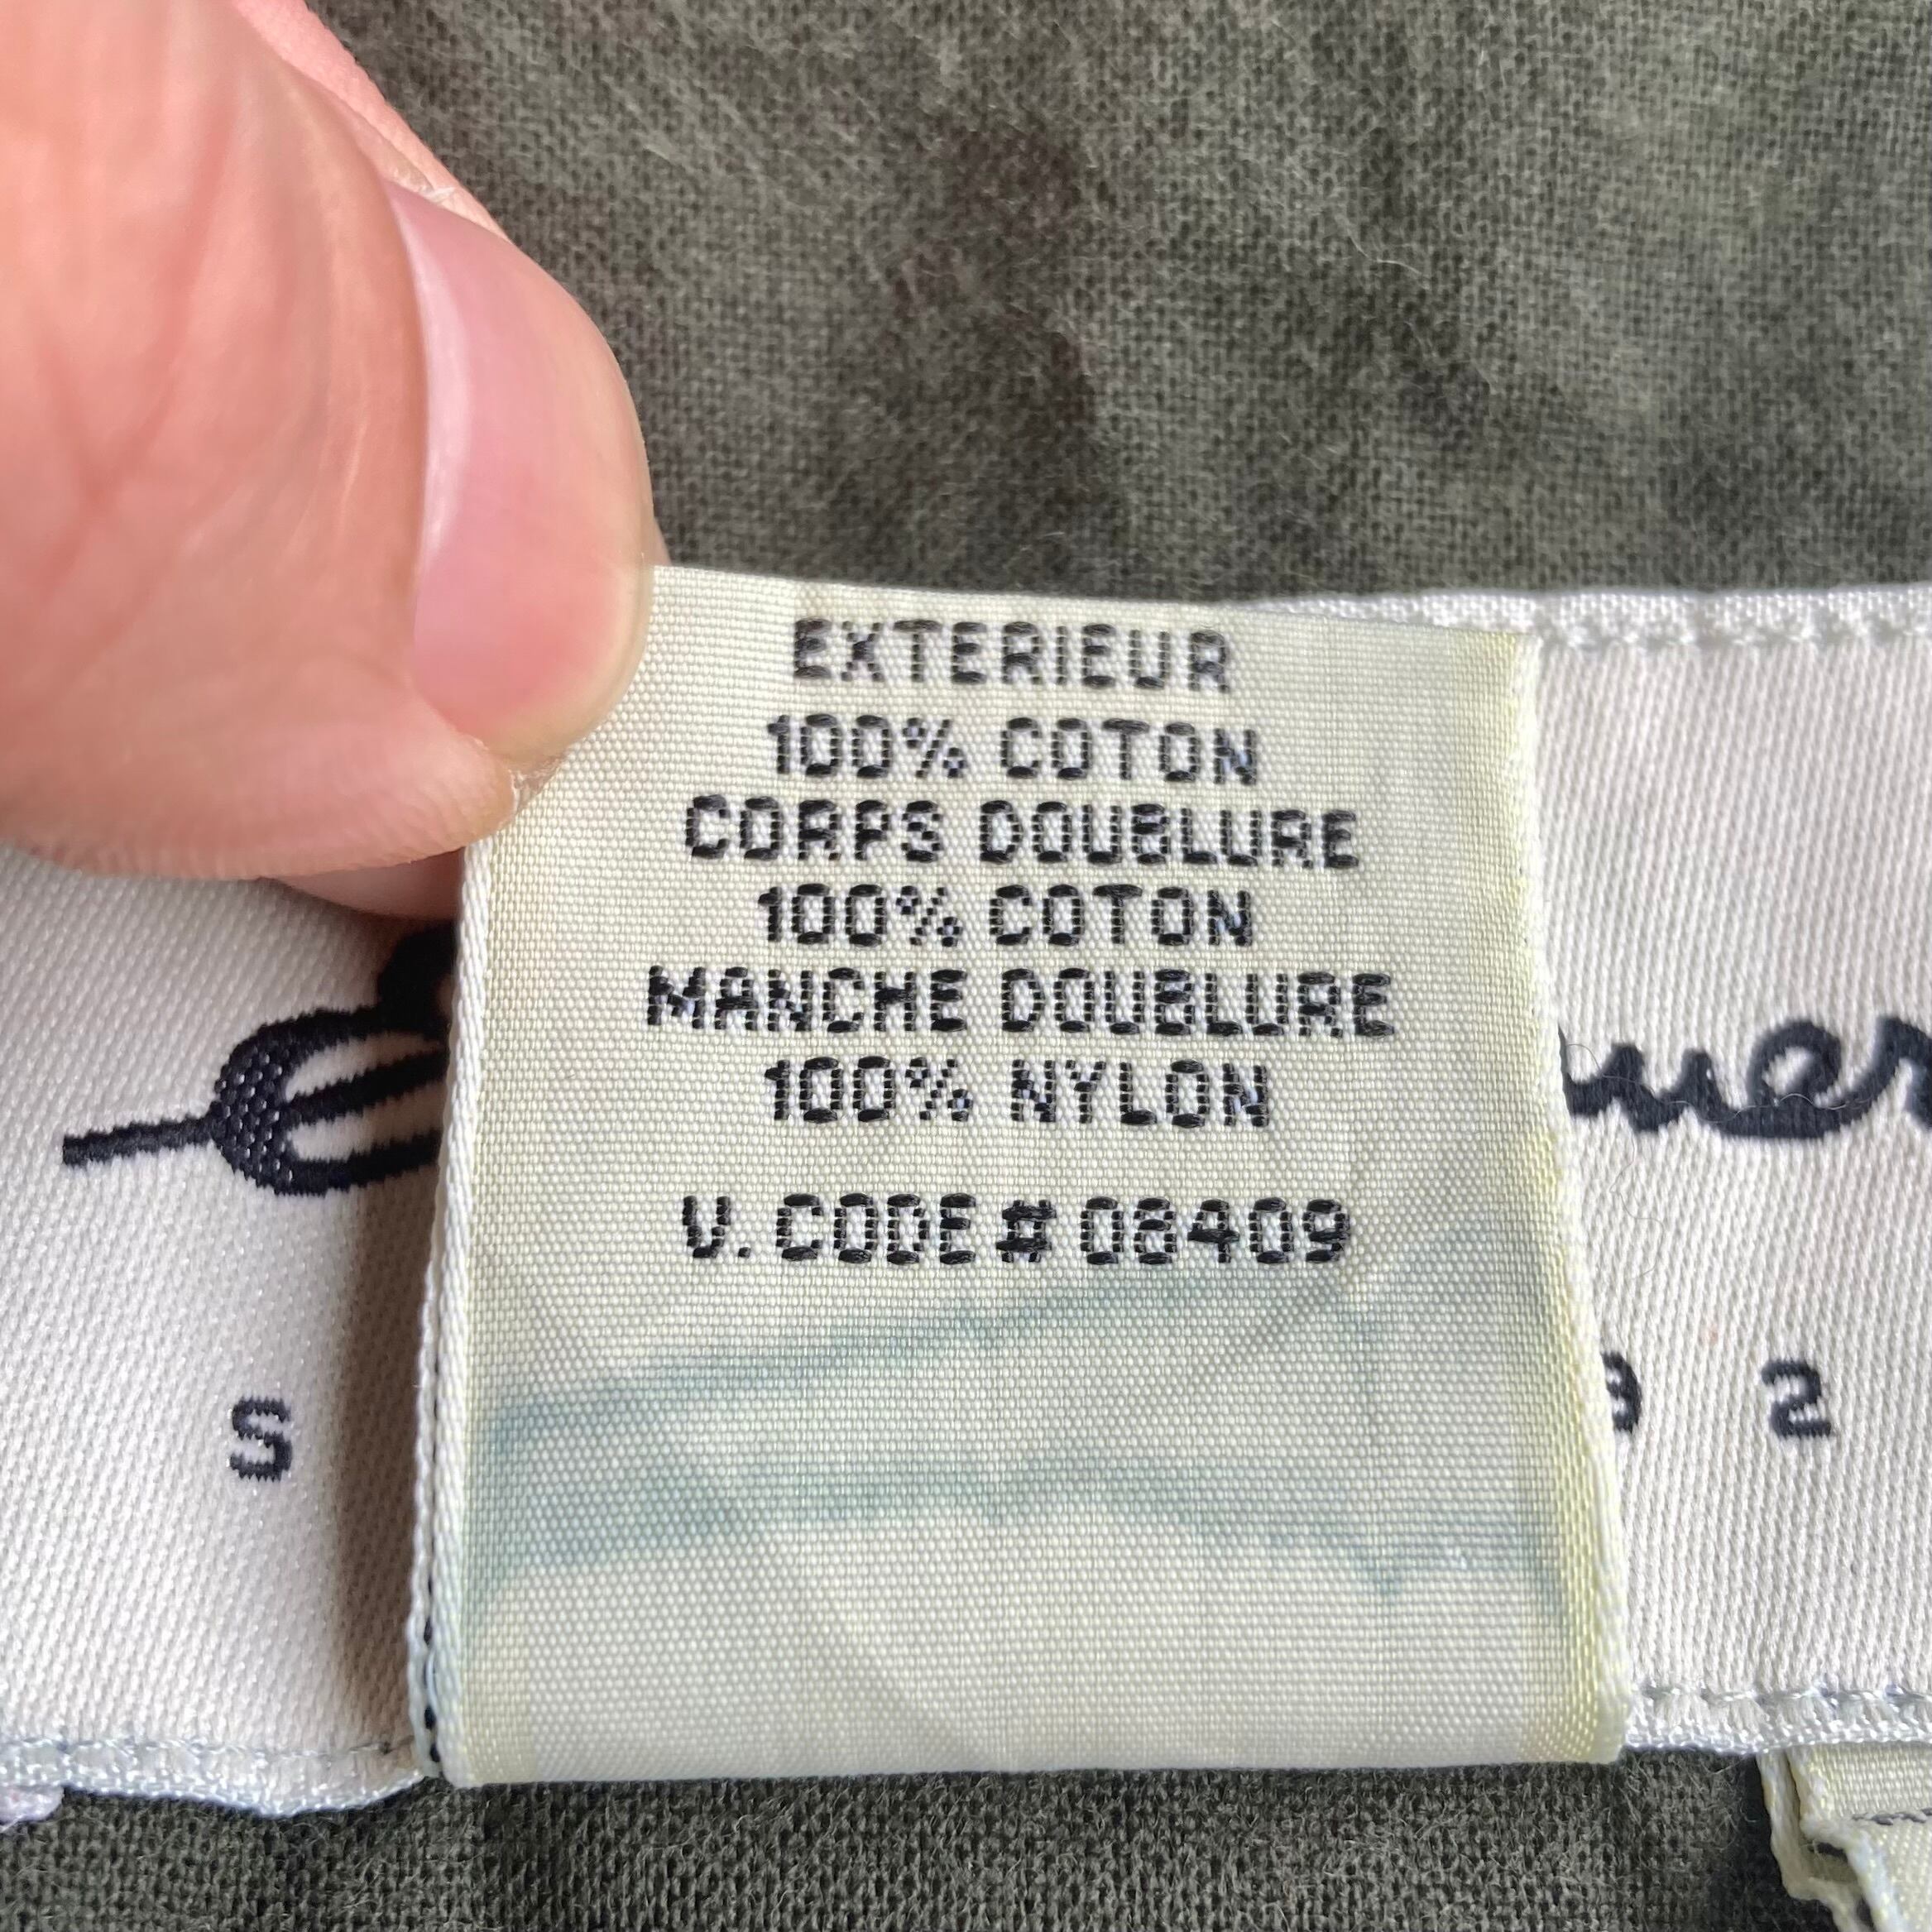 EXTERIEUR
100% COTON
CORPS DOUBLURE
100% COTON
MANCHE DOUBLURE
100% NYLON
V. CODE # 08409
S
2